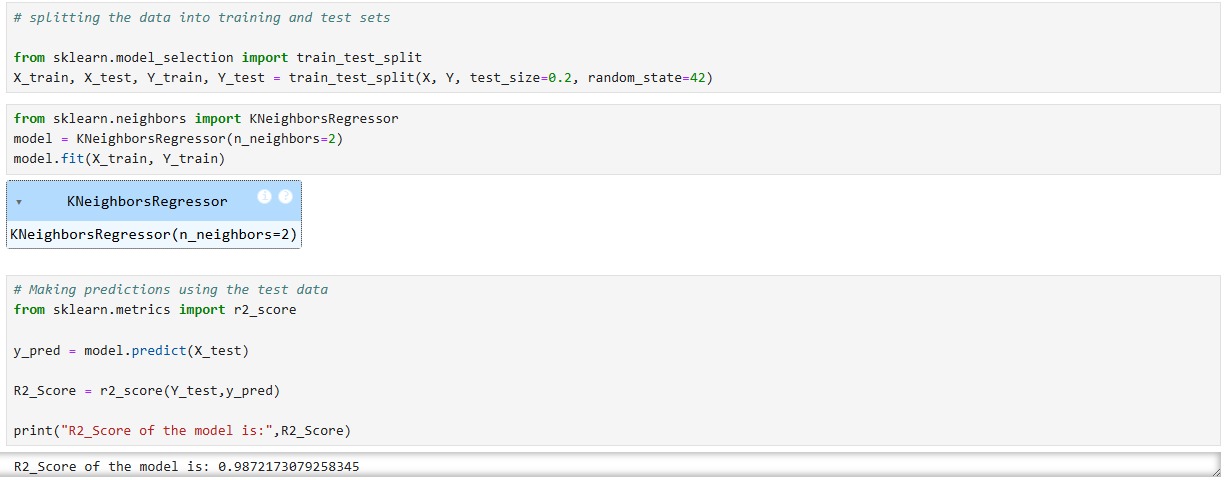 # splitting the data into training and test sets
from sklearn.model_selection import train_test_split
X_train, X_test, Y_train, Y_test = train_test_split(X, Y, test_size=0.2, random_state=42)
from sklearn.neighbors import KNeighborsRegressor
model = KNeighborsRegressor(n_neighbors=2)
model.fit(X_train, Y_train)
▾ KNeighborsRegressor i ?
KNeighborsRegressor(n_neighbors=2)
# Making predictions using the test data
from sklearn.metrics import r2_score
y_pred = model.predict(X_test)
R2_Score = r2_score(Y_test,y_pred)
print("R2_Score of the model is:",R2_Score)
R2_Score of the model is: 0.9872173079258345